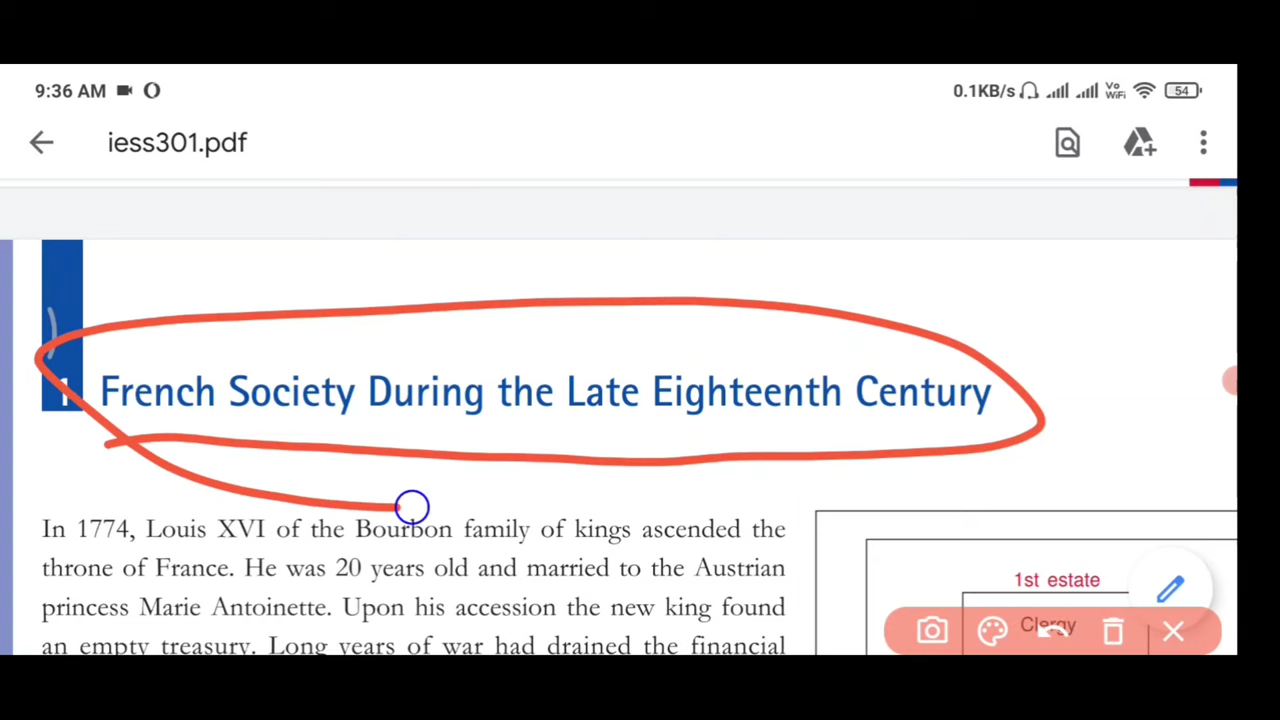 9:36 AM
0.1KB/s Vo WiFi 54
iess301.pdf
1 French Society During the Late Eighteenth Century
In 1774, Louis XVI of the Bourbon family of kings ascended the
throne of France. He was 20 years old and married to the Austrian
princess Marie Antoinette. Upon his accession the new king found
an empty treasury. Long years of war had drained the financial
1st estate
Clergy